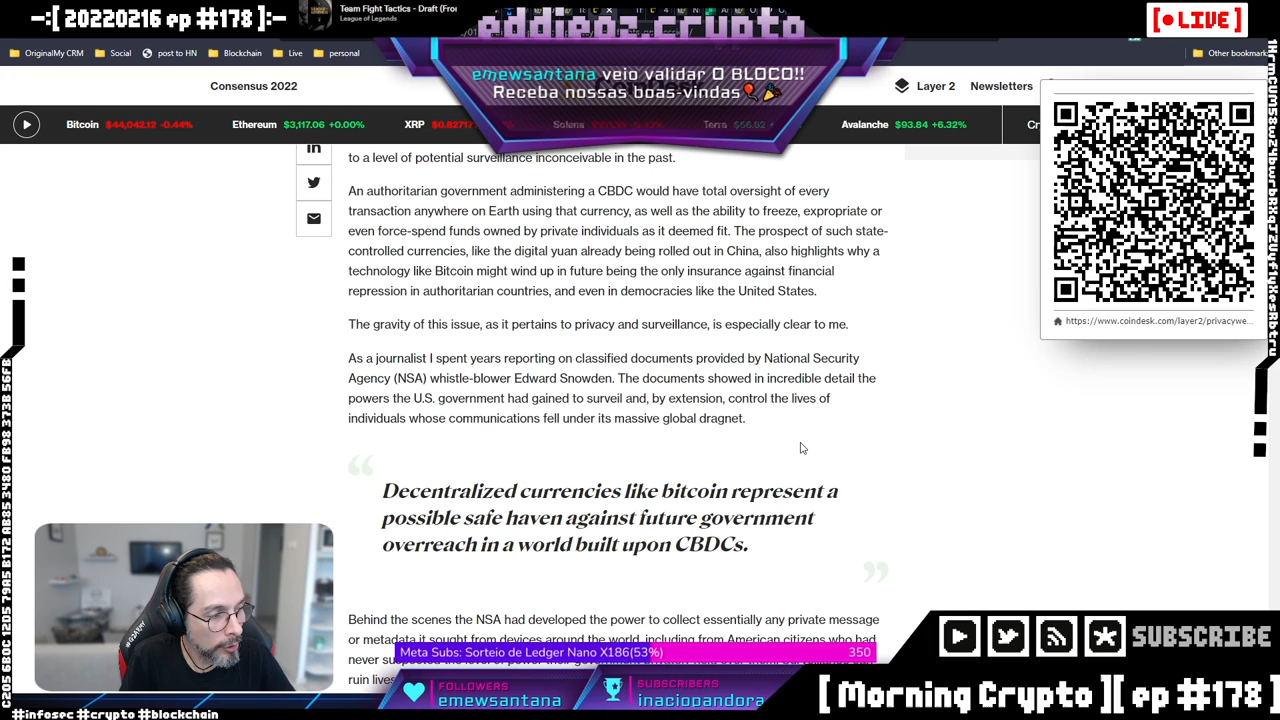 -:[ 20220216 ep #178 ]:-
Team Fight Tactics - Draft (Fro
League of Legends
eddieoz.crypto
[● LIVE ]
OriginalMy CRM
Social
post to HN
Blockchain
Live
personal
Other bookmark
emewsantana veio validar O BLOCO!!
Receba nossas boas-vindas
Consensus 2022
Layer 2
Newsletters
Bitcoin $44,042.12 -0.44%
Ethereum $3,117.06 +0.00%
XRP
Solana
Terra $56.92
Avalanche $93.84 +6.32%
to a level of potential surveillance inconceivable in the past.
An authoritarian government administering a CBDC would have total oversight of every
transaction anywhere on Earth using that currency, as well as the ability to freeze, expropriate or
even force-spend funds owned by private individuals as it deemed fit. The prospect of such state-
controlled currencies, like the digital yuan already being rolled out in China, also highlights why a
technology like Bitcoin might wind up in future being the only insurance against financial
repression in authoritarian countries, and even in democracies like the United States.
The gravity of this issue, as it pertains to privacy and surveillance, is especially clear to me.
As a journalist I spent years reporting on classified documents provided by National Security
Agency (NSA) whistle-blower Edward Snowden. The documents showed in incredible detail the
powers the U.S. government had gained to surveil and, by extension, control the lives of
individuals whose communications fell under its massive global dragnet.
“
Decentralized currencies like bitcoin represent a
possible safe haven against future government
overreach in a world built upon CBDCs.
”
Behind the scenes the NSA had developed the power to collect essentially any private message
or metadata it sought from devices around the world, including from American citizens who had
never
ruin lives
https://www.coindesk.com/layer2/privacywe...
Meta Subs: Sorteio de Ledger Nano X186(53%) 350
FOLLOWERS
emewsantana
SUBSCRIBERS
inaciopandora
SUBSCRIBE
[ Morning Crypto ][ ep #178 ]
#infosec #crypto #blockchain